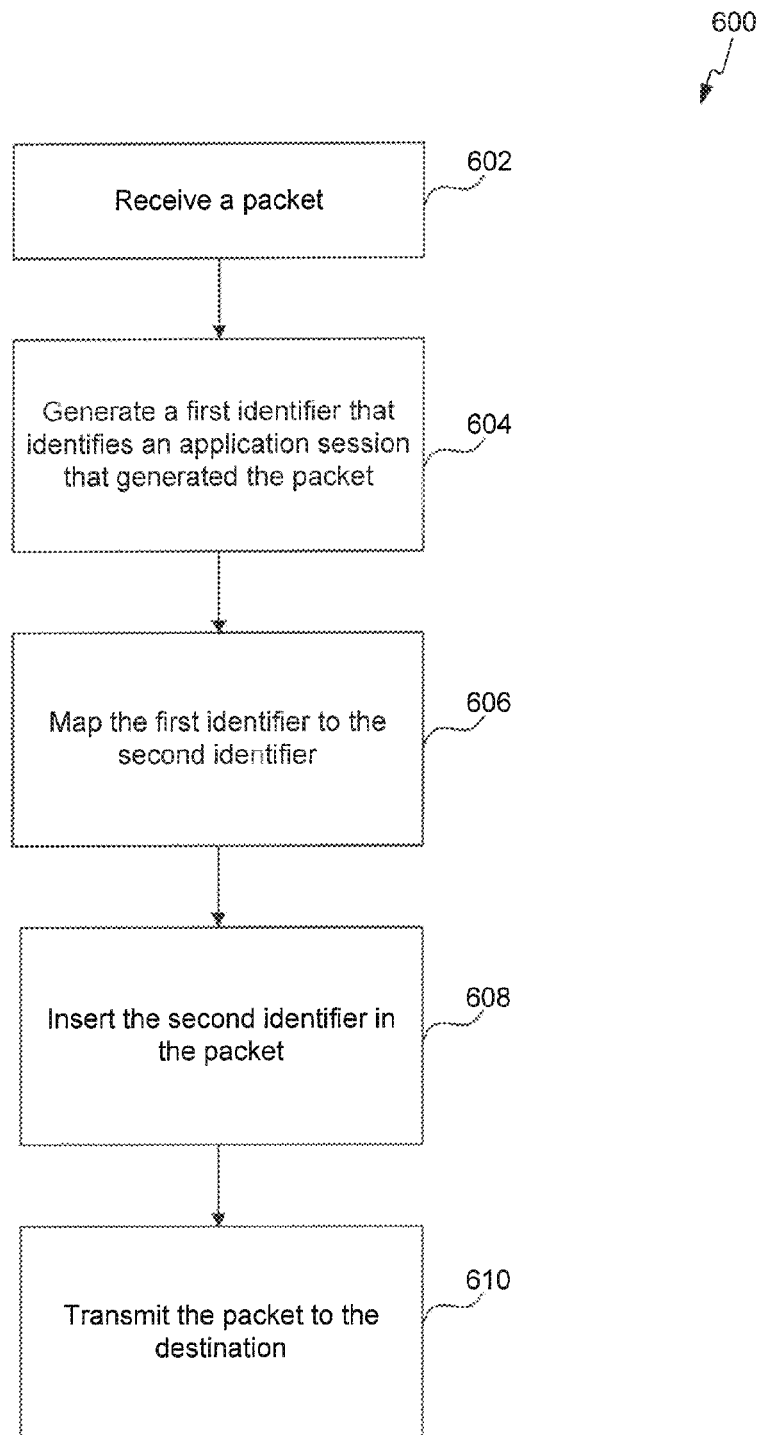 600
Receive a packet
602
Generate a first identifier that
identifies an application session
that generated the packet
604
Map the first identifier to the
second identifier
606
Insert the second identifier in
the packet
608
Transmit the packet to the
destination
610